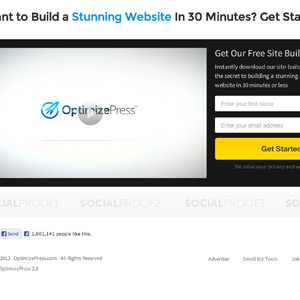 ant to Build a Stunning Website In 30 Minutes? Get Sta
Get Our Free Site Buil
Instantly download our site-build
the secret to building a stunning
website in 30 minutes or less
OptimizePress™
Enter your first name
Enter your email address
Get Started
We value your privacy and
SOCIALPROOF1 SOCIALPROOF2 SOCIALPROOF3
Send 1,601,141 people like this.
2013 - OptimizePress.com - All Rights Reserved
Advertise Small Biz Tools Job
OptimizePress 2.0